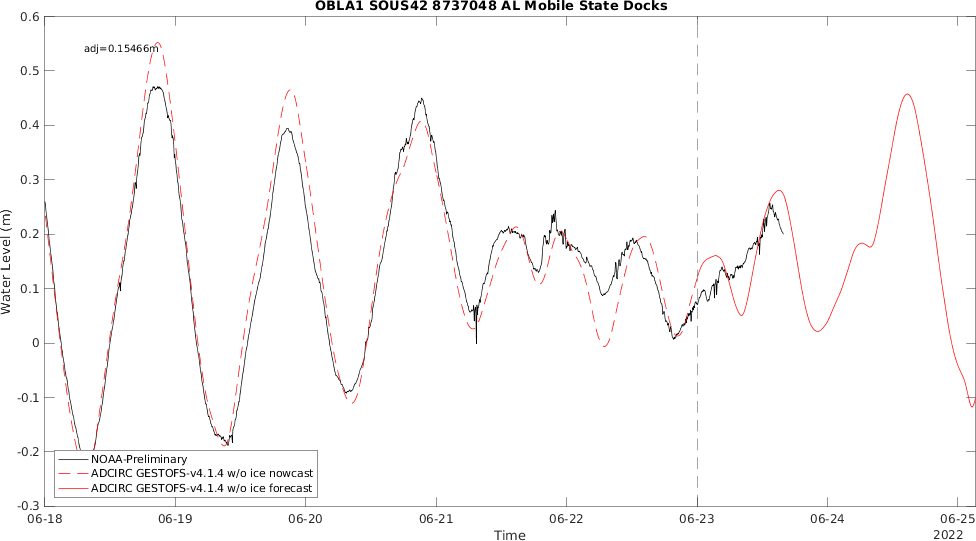 OBLA1 SOUS42 8737048 AL Mobile State Docks
adj=0.15466m
Water Level (m)
0.6
0.5
0.4
0.3
0.2
0.1
0
-0.1
-0.2
-0.3
NOAA-Preliminary
ADCIRC GESTOFS-v4.1.4 w/o ice nowcast
ADCIRC GESTOFS-v4.1.4 w/o ice forecast
06-18 06-19 06-20 06-21 06-22 06-23 06-24 06-25
Time
2022